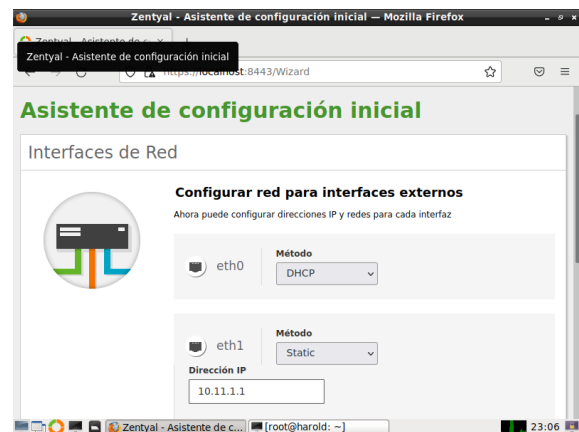 Zentyal - Asistente de configuración inicial — Mozilla Firefox
Zentyal - Asistente de configuración inicial
https://localhost:8443/Wizard
Asistente de configuración inicial
Interfaces de Red
Configurar red para interfaces externos
Ahora puede configurar direcciones IP y redes para cada interfaz
eth0
Método
DHCP
eth1
Método
Static
Dirección IP
10.11.1.1
Zentyal - Asistente de c...
[root@harold: ~]
23:06